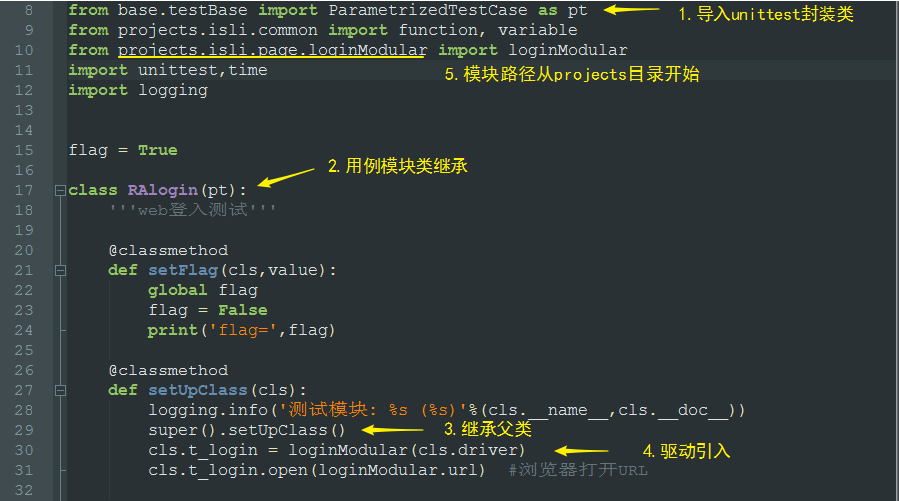 8 from base.testBase import ParametrizedTestCase as pt 1.导入unittest封装类
9 from projects.isli.common import function, variable
10 from projects.isli.page.loginModular import loginModular
11 import unittest,time 5.模块路径从projects目录开始
12 import logging
13
14
15 flag = True
16 2.用例模块类继承
17 class RAlogin(pt):
18 '''web登入测试'''
19
20 @classmethod
21 def setFlag(cls,value):
22 global flag
23 flag = False
24 print('flag=',flag)
25
26 @classmethod
27 def setUpClass(cls):
28 logging.info('测试模块: %s (%s)'%(cls.__name__,cls.__doc__))
29 super().setUpClass() 3.继承父类
30 cls.t_login = loginModular(cls.driver) 4.驱动引入
31 cls.t_login.open(loginModular.url) #浏览器打开URL
32